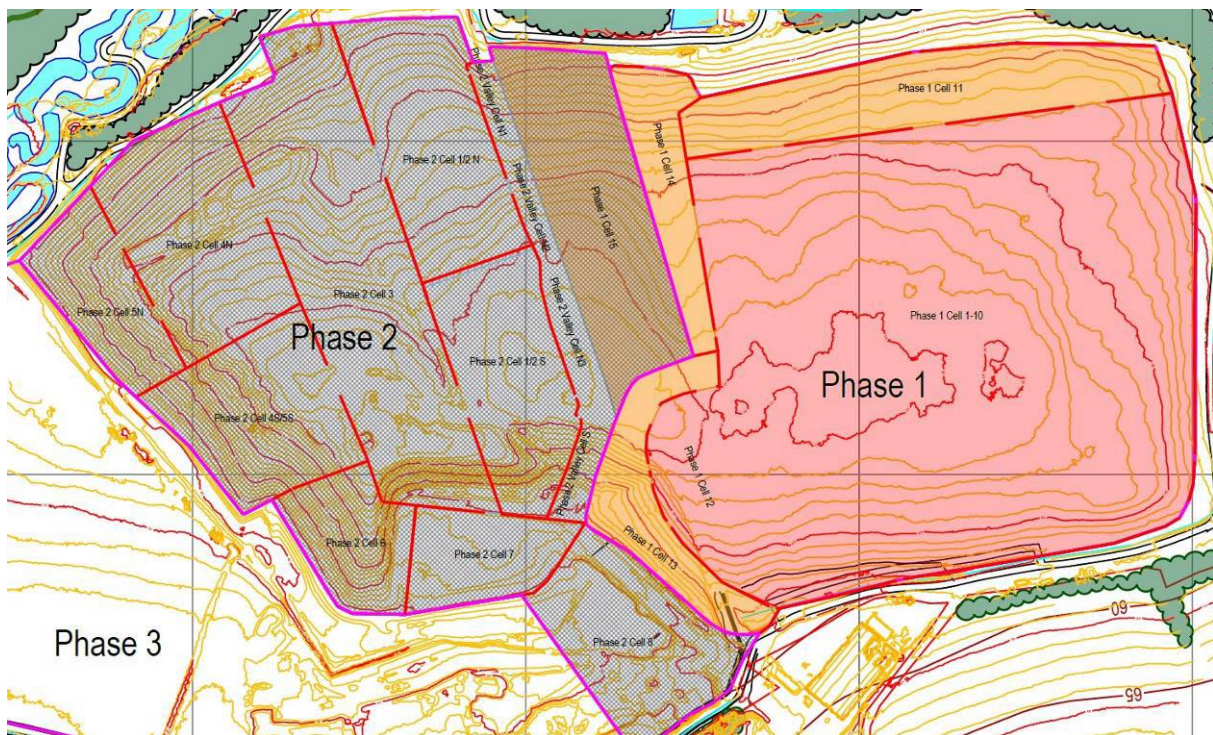 Phase 2 Valley Cell N1
Phase 1 Cell 11
Phase 2 Cell 1/2 N
Phase 1 Cell 14
Phase 2 Valley Cell N2
Phase 1 Cell 15
Phase 2 Cell 4N
Phase 2 Cell 3
Phase 2 Cell 5N
Phase 2
Phase 2 Valley Cell N3
Phase 1 Cell 1-10
Phase 2 Cell 1/2 S
Phase 1
Phase 2 Cell 4S/5S
Phase 2 Valley Cell S
Phase 1 Cell 12
Phase 2 Cell 6
Phase 2 Cell 7
Phase 1 Cell 13
60
Phase 3
Phase 2 Cell 8
65